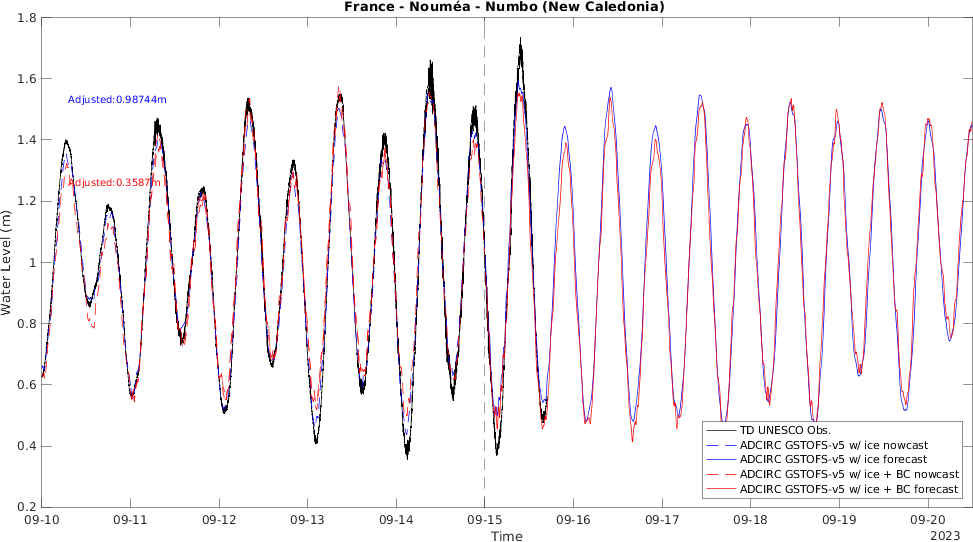 France - Nouméa - Numbo (New Caledonia)
1.8
1.6
1.4
1.2
1
0.8
0.6
0.4
0.2
Water Level (m)
Adjusted:0.98744m
Adjusted:0.3587m
TD UNESCO Obs.
ADCIRC GSTOFS-v5 w/ ice nowcast
ADCIRC GSTOFS-v5 w/ ice forecast
ADCIRC GSTOFS-v5 w/ ice + BC nowcast
ADCIRC GSTOFS-v5 w/ ice + BC forecast
09-10 09-11 09-12 09-13 09-14 09-15 09-16 09-17 09-18 09-19 09-20
Time
2023